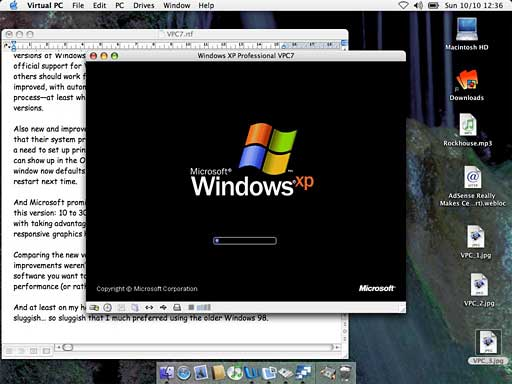 Virtual PC File Edit PC Drives Window Help Sun 10/10 12:36
VPC7.rtf
versions of Windows
official support for
others should work f
improved, with autom
process—at least wh
versions.
Also new and improve
that their system pr
a need to set up prin
can show up in the O
window now defaults
restart next time.
And Microsoft promi
this version: 10 to 30
with taking advantag
responsive graphics
Comparing the new v
improvements weren'
software you want t
performance (or rath
And at least on my h
sluggish... so sluggish that I much preferred using the older Windows 98.
Windows XP Professional VPC7
Microsoft®
Windows xp
Copyright © Microsoft Corporation
Microsoft
Macintosh HD
Downloads
Rockhouse.mp3
AdSense Really
Makes Ce...rt).webloc
VPC_1.jpg
VPC_2.jpg
VPC_3.jpg